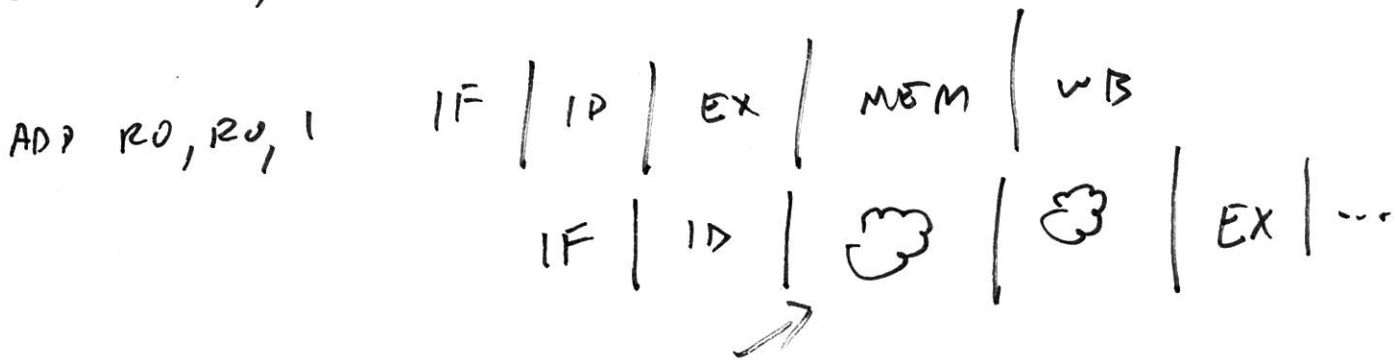 ADD R0, R0, 1 IF | ID | EX | MEM | WB
IF | ID | | | EX | ...